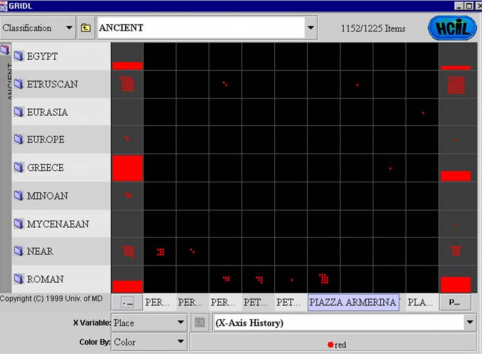 GRIDL
Classification ANCIENT 1152/1225 Items HCIL
ANCIENT
EGYPT
ETRUSCAN
EURASIA
EUROPE
GREECE
MINOAN
MYCENAEAN
NEAR
ROMAN
Copyright (C) 1999 Univ. of MD
-... PER... PER... PER... PET... PET... PIAZZA ARMERINA PLA... P...
X Variable: Place (X-Axis History)
Color By: Color red